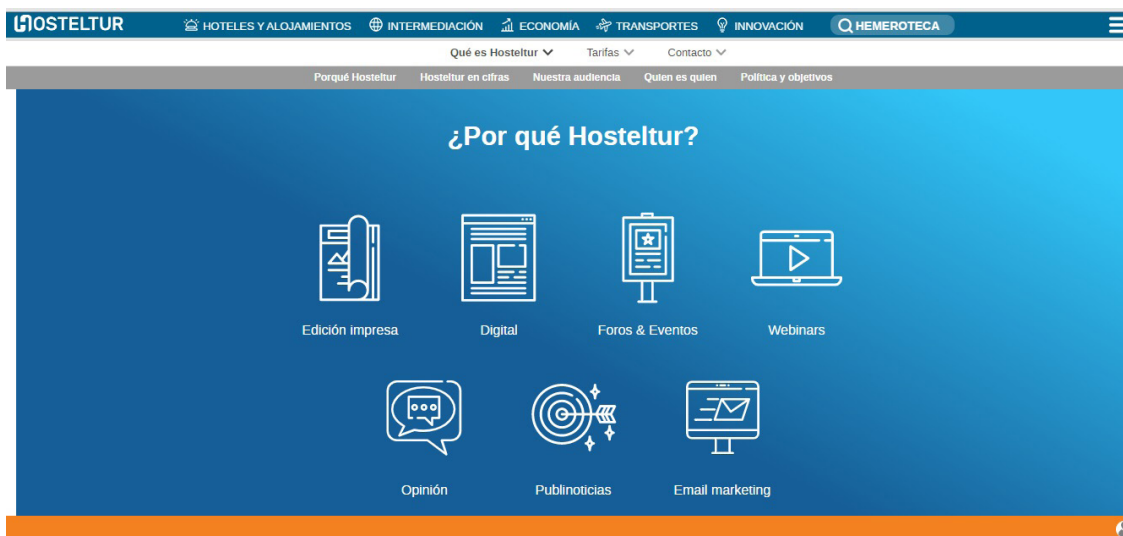 HOSTELTUR HOTELES Y ALOJAMIENTOS INTERMEDIACIÓN ECONOMÍA TRANSPORTES INNOVACIÓN HEMEROTECA
Qué es Hosteltur Tarifas Contacto
Porqué Hosteltur Hosteltur en cifras Nuestra audiencia Quien es quien Política y objetivos
¿Por qué Hosteltur?
Edición impresa Digital Foros & Eventos Webinars
Opinión Publinoticias Email marketing